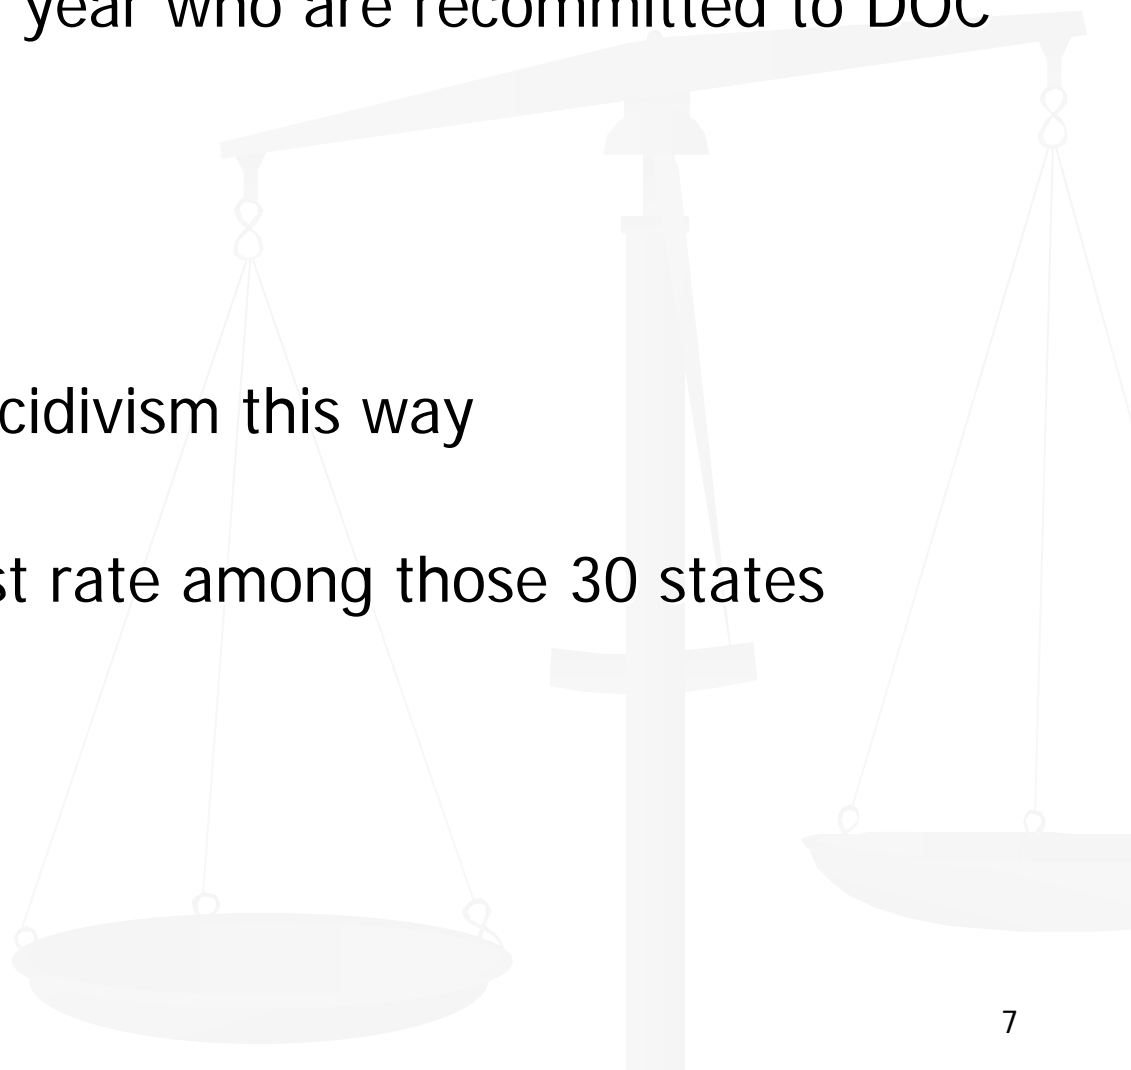 year who are recommitted to DOC
cidivism this way
st rate among those 30 states
7